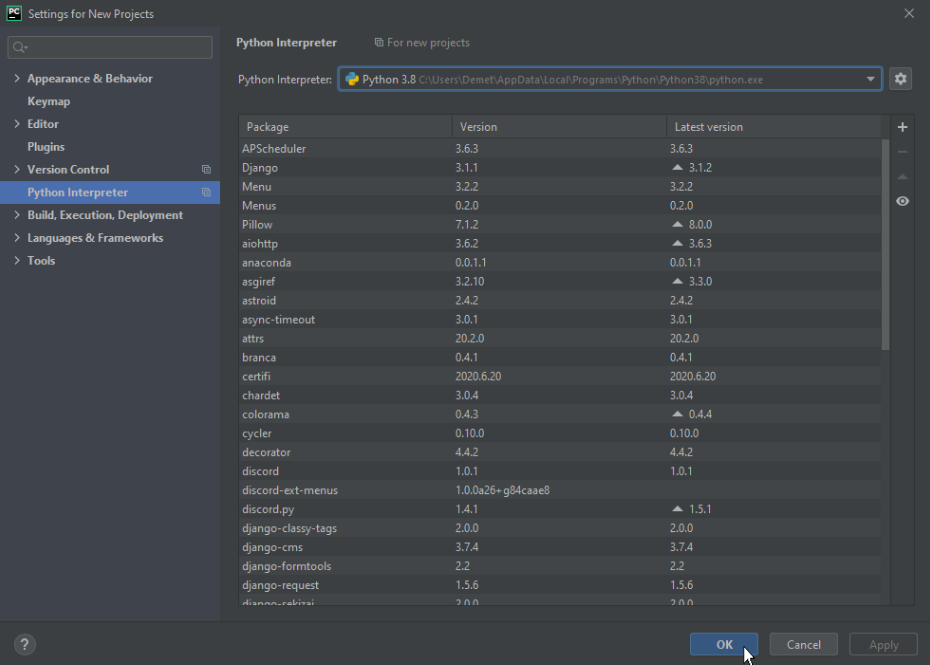 PC Settings for New Projects
Appearance & Behavior
Keymap
Editor
Plugins
Version Control
Python Interpreter
Build, Execution, Deployment
Languages & Frameworks
Tools
Python Interpreter For new projects
Python Interpreter: Python 3.8 C:\Users\Demet\AppData\Local\Programs\Python\Python38\python.exe
Package Version Latest version
APScheduler 3.6.3 3.6.3
Django 3.1.1 3.1.2
Menu 3.2.2 3.2.2
Menus 0.2.0 0.2.0
Pillow 7.1.2 8.0.0
aiohttp 3.6.2 3.6.3
anaconda 0.0.1.1 0.0.1.1
asgiref 3.2.10 3.3.0
astroid 2.4.2 2.4.2
async-timeout 3.0.1 3.0.1
attrs 20.2.0 20.2.0
branca 0.4.1 0.4.1
certifi 2020.6.20 2020.6.20
chardet 3.0.4 3.0.4
colorama 0.4.3 0.4.4
cycler 0.10.0 0.10.0
decorator 4.4.2 4.4.2
discord 1.0.1 1.0.1
discord-ext-menus 1.0.0a26+g84caae8
discord.py 1.4.1 1.5.1
django-classy-tags 2.0.0 2.0.0
django-cms 3.7.4 3.7.4
django-formtools 2.2 2.2
django-request 1.5.6 1.5.6
django-sekizai 2.0.0 2.0.0
? OK Cancel Apply